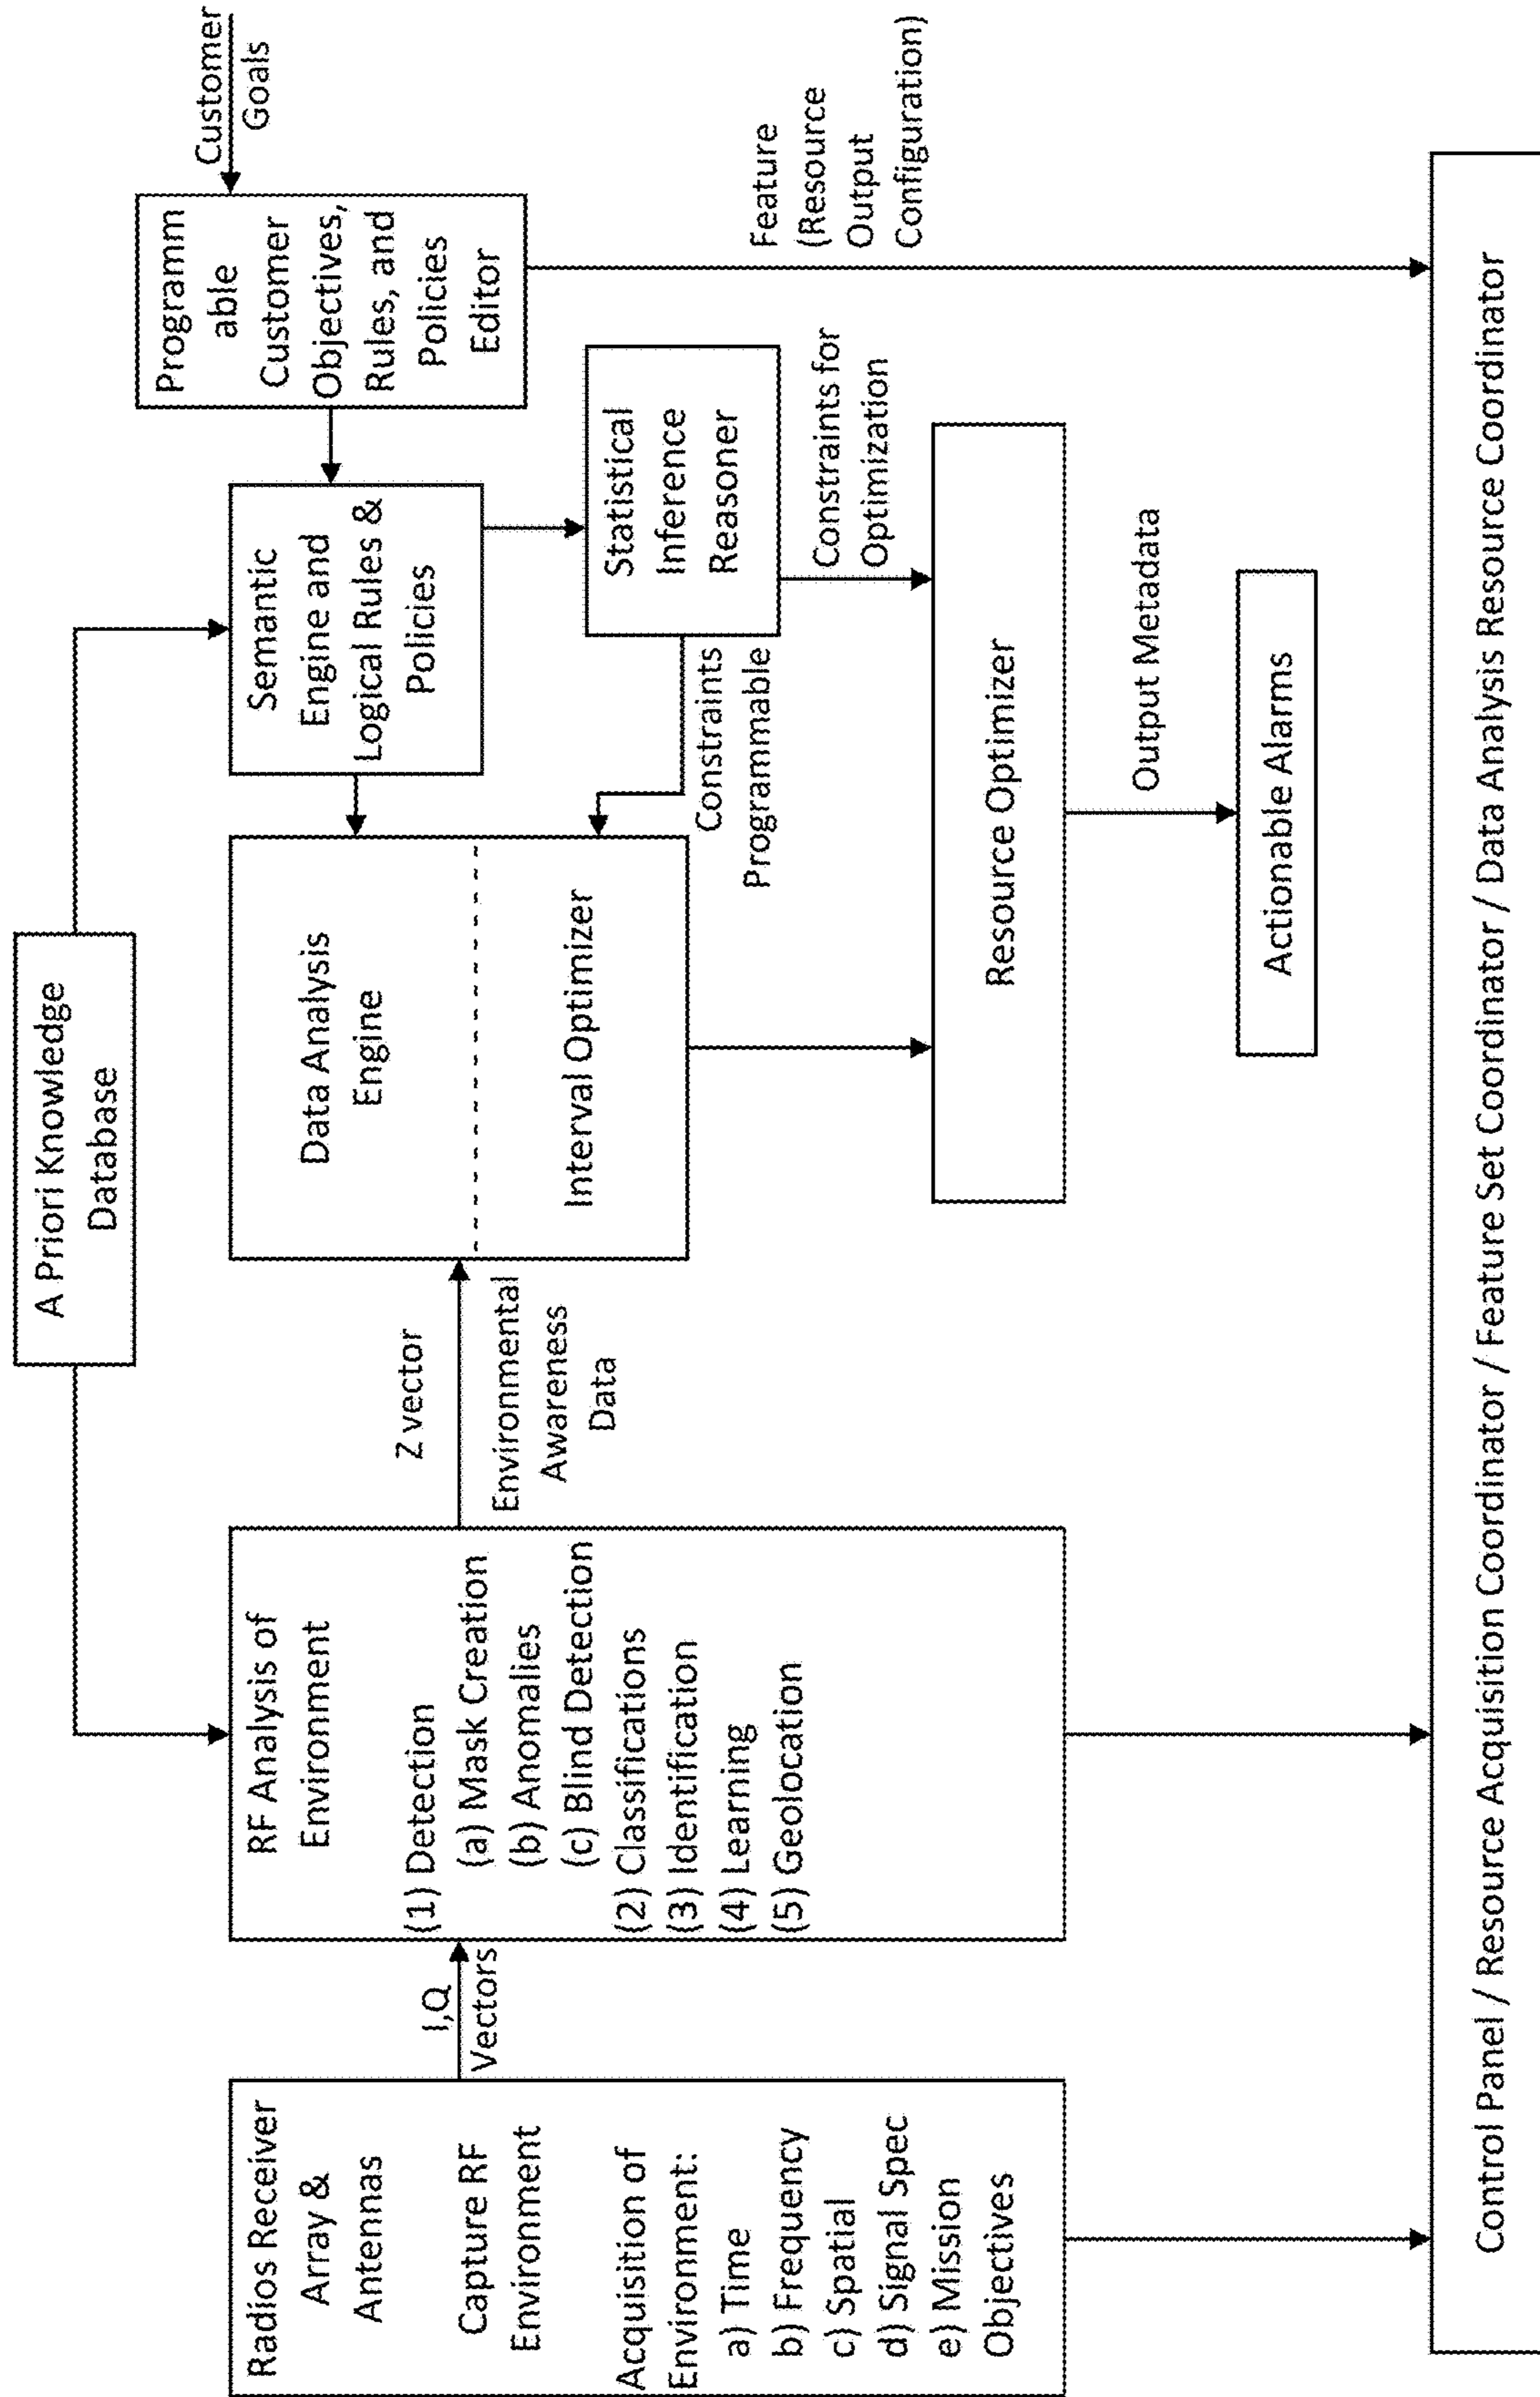 A Priori Knowledge
Database
Customer
Goals
Radios Receiver
Array &
Antennas
Capture RF
Environment
Acquisition of
Environment:
a) Time
b) Frequency
c) Spatial
d) Signal Spec
e) Mission
Objectives
I,Q
Vectors
RF Analysis of
Environment
(1) Detection
(a) Mask Creation
(b) Anomalies
(c) Blind Detection
(2) Classifications
(3) Identification
(4) Learning
(5) Geolocation
Z vector
Environmental
Awareness
Data
Data Analysis
Engine
Interval Optimizer
Semantic
Engine and
Logical Rules &
Policies
Programm
able
Customer
Objectives,
Rules, and
Policies
Editor
Statistical
Inference
Reasoner
Constraints
Programmable
Constraints for
Optimization
Feature
(Resource
Output
Configuration)
Resource Optimizer
Output Metadata
Actionable Alarms
Control Panel / Resource Acquisition Coordinator / Feature Set Coordinator / Data Analysis Resource Coordinator